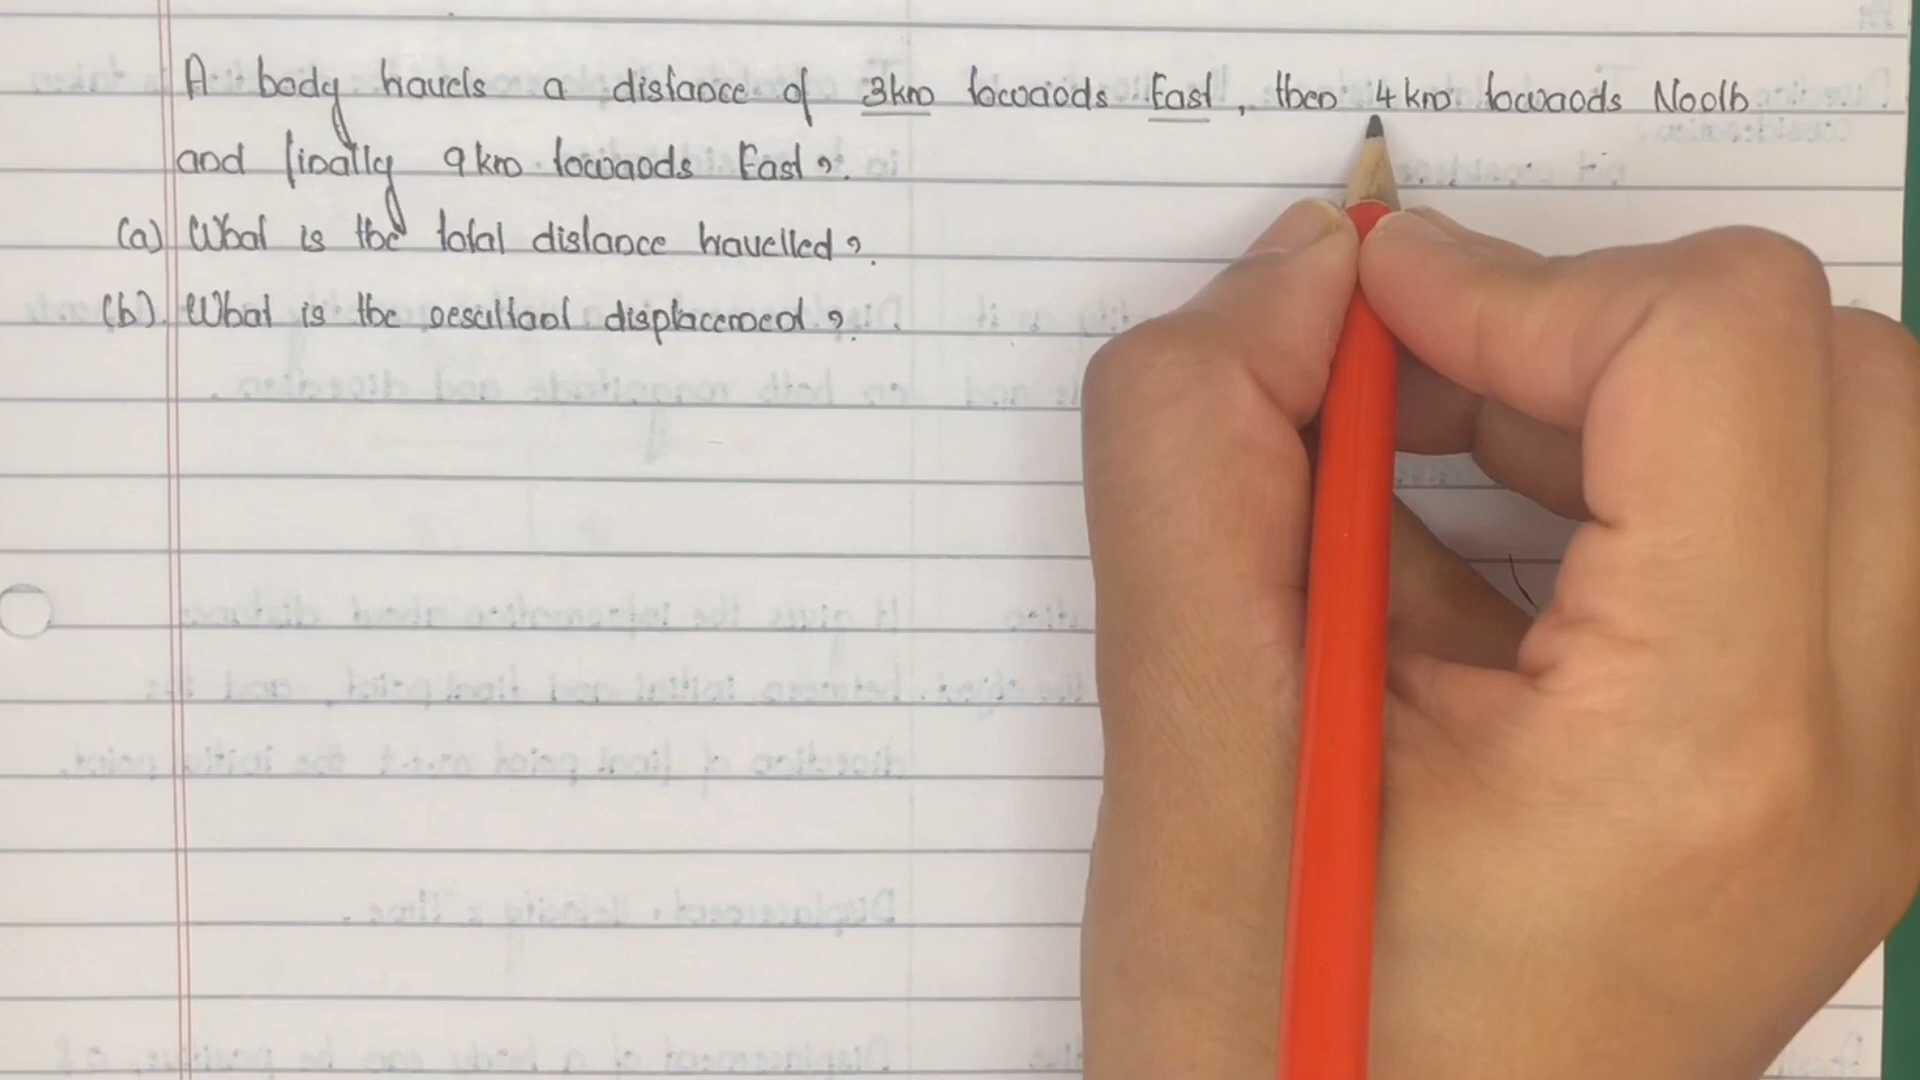 A body travels a distance of 3km towards East, then 4km towards North
and finally 9km towards East?.
(a) What is the total distance travelled?.
(b). What is the resultant displacement?.